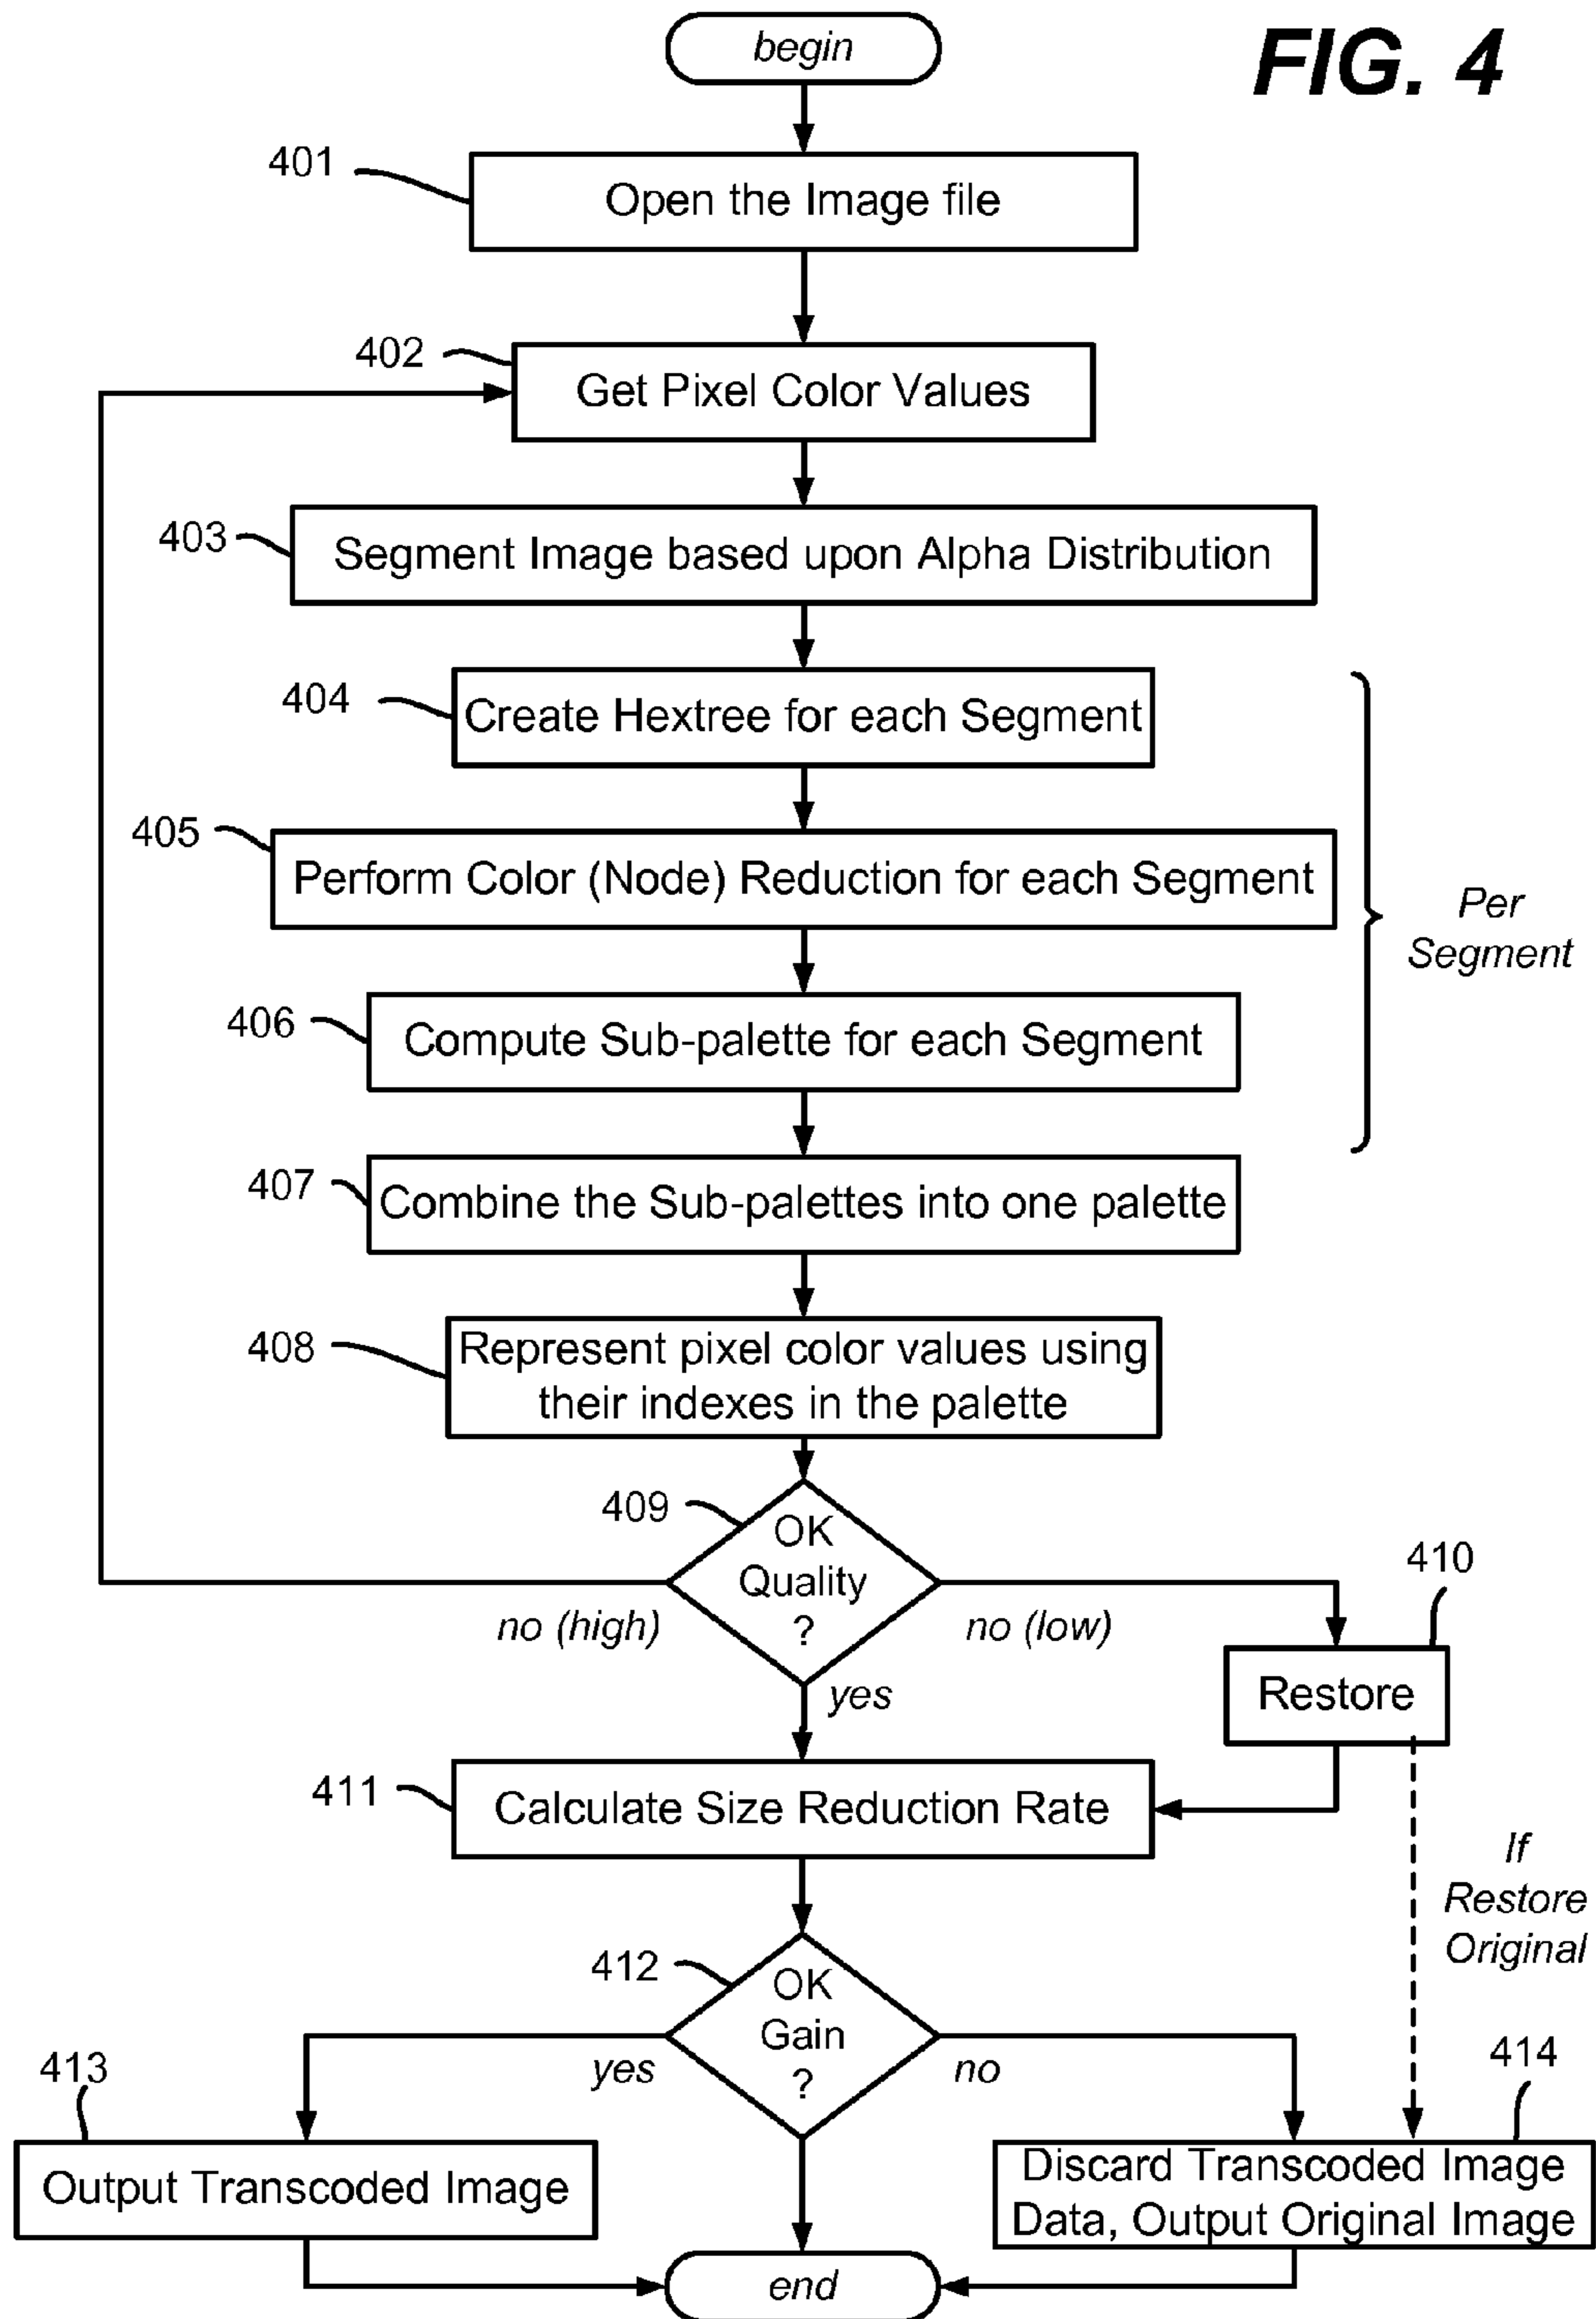 begin
FIG. 4
401
Open the Image file
402
Get Pixel Color Values
403
Segment Image based upon Alpha Distribution
404
Create Hextree for each Segment
405
Perform Color (Node) Reduction for each Segment
Per
Segment
406
Compute Sub-palette for each Segment
407
Combine the Sub-palettes into one palette
408
Represent pixel color values using
their indexes in the palette
409
OK
Quality
?
no (high)
no (low)
yes
410
Restore
411
Calculate Size Reduction Rate
If
Restore
Original
412
OK
Gain
?
yes
no
413
Output Transcoded Image
414
Discard Transcoded Image
Data, Output Original Image
end